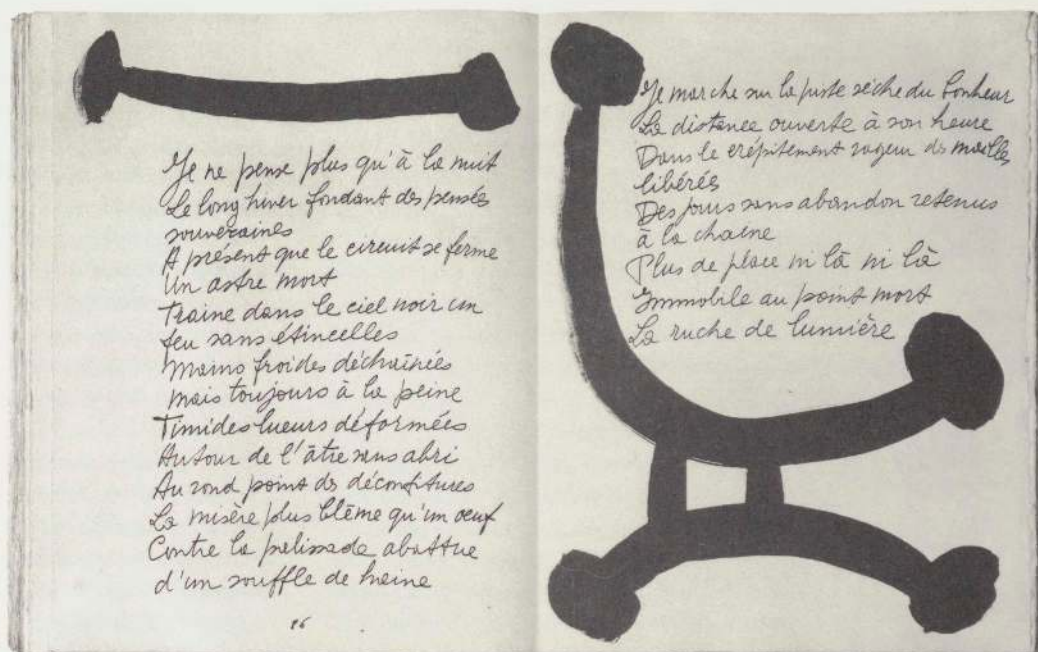 Je ne pense plus qu'à la nuit
Le long hiver fondant des pensés
souveraines
A présent que le circuit se ferme
Un astre mort
Traine dans le ciel noir un
feu sans étincelles
Mains froides déchaînées
mais toujours à la peine
Timides lueurs déformées
Autour de l'âtre sans abri
Au rond point des déconfitures
La misère plus blême qu'un oeuf
Contre la palissade abattue
d'un souffle de haine
Je marche sur la piste sèche du bonheur
La distance ouverte à son heure
Dans le crépitement rageur des mailles
libérés
Des jours sans abandon retenus
à la chaine
Plus de place ni là ni là
Immobile au point mort
La ruche de lumière